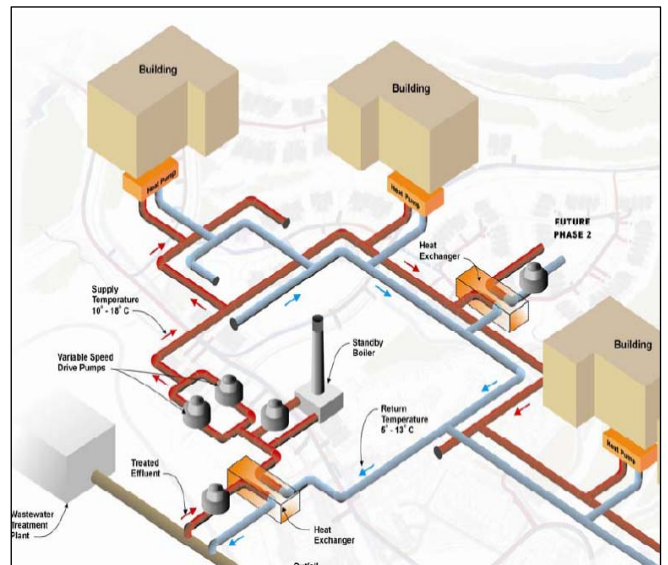 Building
Building
Heat Pump
Heat Pump
FUTURE
PHASE 2
Heat
Exchanger
Supply
Temperature
10° - 18° C
Building
Standby
Boiler
Variable Speed
Drive Pumps
Return
Temperature
5° - 13° C
Heat Pump
Treated
Effluent
Wastewater
Treatment
Plant
Heat
Exchanger